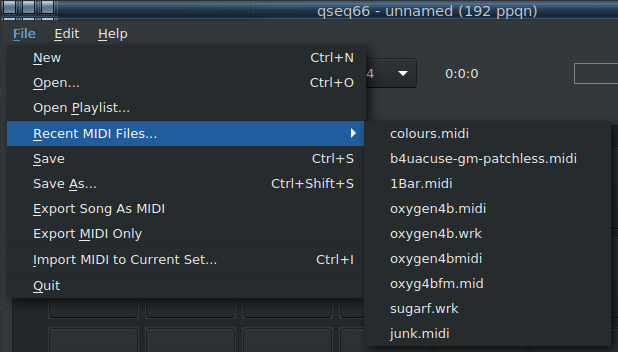 qseq66 - unnamed (192 ppqn)
File Edit Help
New Ctrl+N
Open... Ctrl+O
Open Playlist...
Recent MIDI Files...
Save Ctrl+S
Save As... Ctrl+Shift+S
Export Song As MIDI
Export MIDI Only
Import MIDI to Current Set... Ctrl+I
Quit
4 0:0:0
colours.midi
b4uacuse-gm-patchless.midi
1Bar.midi
oxygen4b.midi
oxygen4b.wrk
oxygen4bmidi
oxyg4bfm.mid
sugarf.wrk
junk.midi